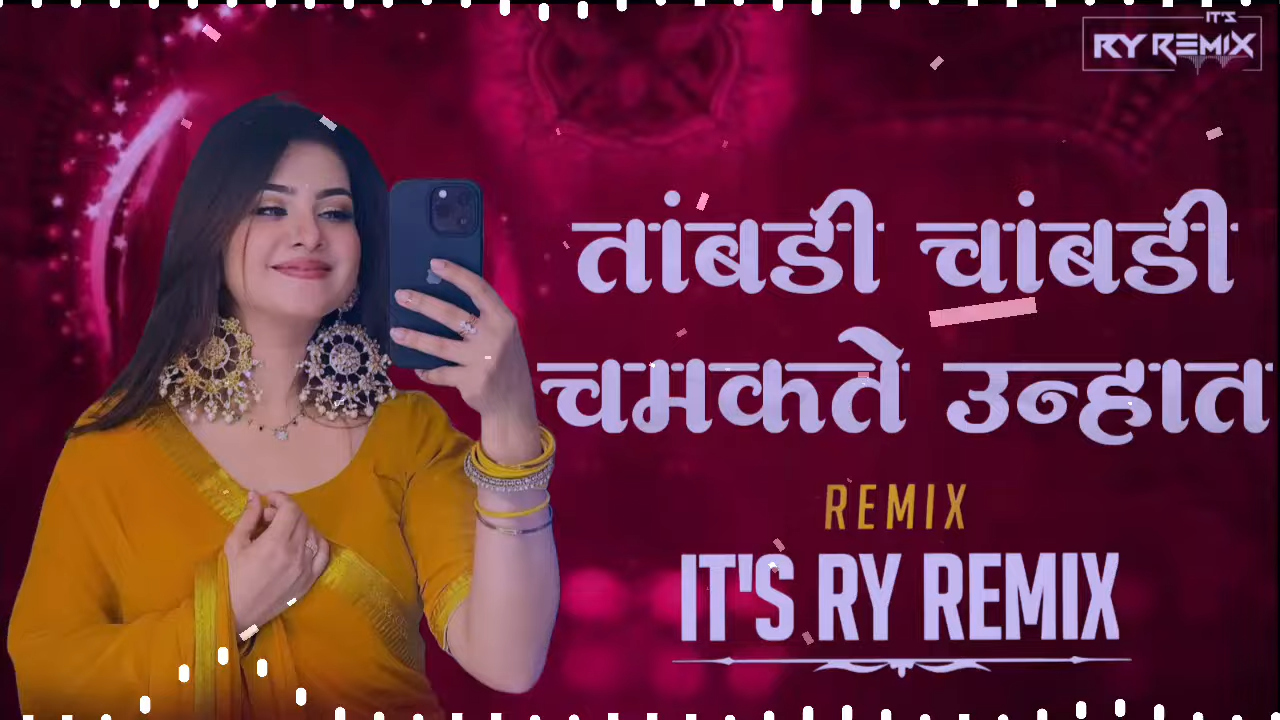 IT'S
RY REMIX
तांबडी चांबडी
चमकते उन्हात
REMIX
IT'S RY REMIX